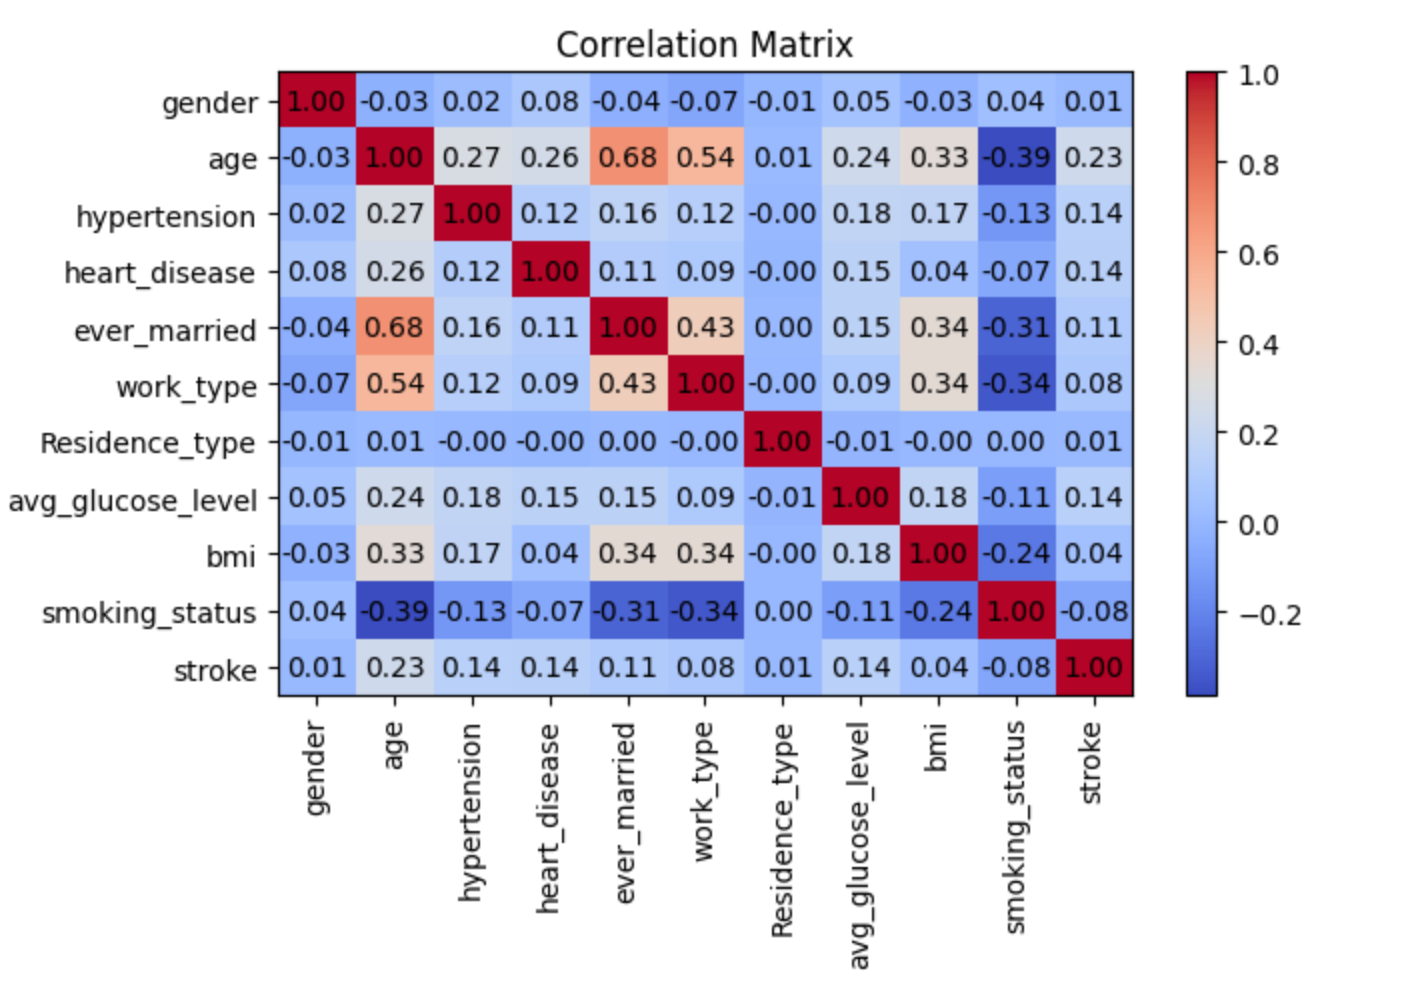 Correlation Matrix
gender 1.00 -0.03 0.02 0.08 -0.04 -0.07 -0.01 0.05 -0.03 0.04 0.01
age -0.03 1.00 0.27 0.26 0.68 0.54 0.01 0.24 0.33 -0.39 0.23
hypertension 0.02 0.27 1.00 0.12 0.16 0.12 -0.00 0.18 0.17 -0.13 0.14
heart_disease 0.08 0.26 0.12 1.00 0.11 0.09 -0.00 0.15 0.04 -0.07 0.14
ever_married -0.04 0.68 0.16 0.11 1.00 0.43 0.00 0.15 0.34 -0.31 0.11
work_type -0.07 0.54 0.12 0.09 0.43 1.00 -0.00 0.09 0.34 -0.34 0.08
Residence_type -0.01 0.01 -0.00 -0.00 0.00 -0.00 1.00 -0.01 -0.00 0.00 0.01
avg_glucose_level 0.05 0.24 0.18 0.15 0.15 0.09 -0.01 1.00 0.18 -0.11 0.14
bmi -0.03 0.33 0.17 0.04 0.34 0.34 -0.00 0.18 1.00 -0.24 0.04
smoking_status 0.04 -0.39 -0.13 -0.07 -0.31 -0.34 0.00 -0.11 -0.24 1.00 -0.08
stroke 0.01 0.23 0.14 0.14 0.11 0.08 0.01 0.14 0.04 -0.08 1.00
gender
age
hypertension
heart_disease
ever_married
work_type
Residence_type
avg_glucose_level
bmi
smoking_status
stroke
1.0
0.8
0.6
0.4
0.2
0.0
−0.2